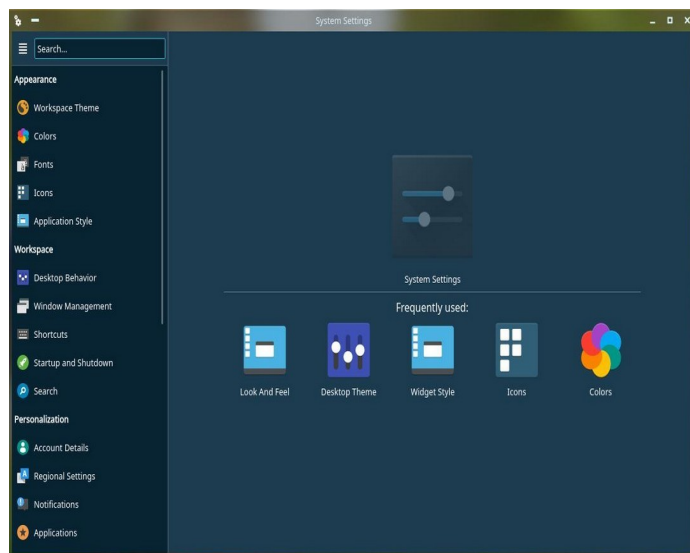 System Settings
Search...
Appearance
Workspace Theme
Colors
Fonts
Icons
Application Style
Workspace
Desktop Behavior
Window Management
Shortcuts
Startup and Shutdown
Search
Personalization
Account Details
Regional Settings
Notifications
Applications
System Settings
Frequently used:
Look And Feel
Desktop Theme
Widget Style
Icons
Colors